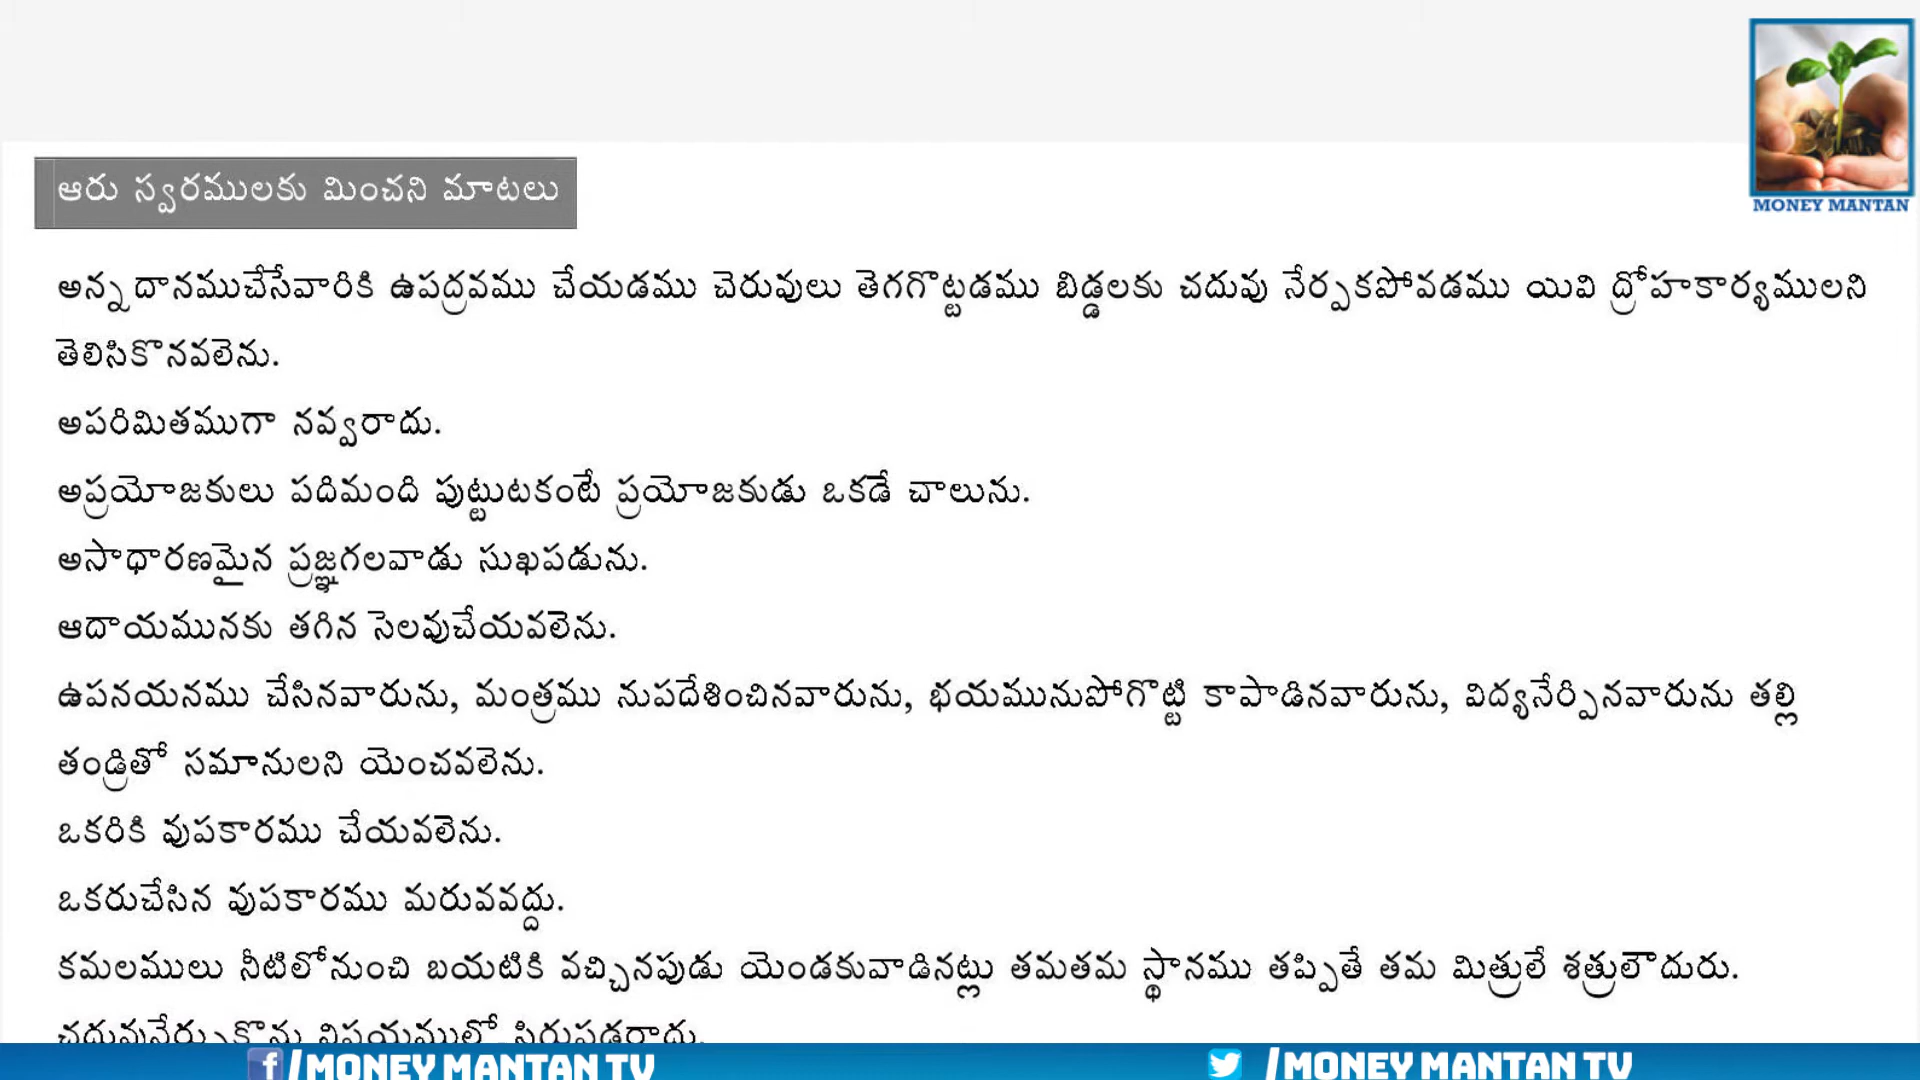 MONEY MANTAN
ఆరు స్వరములకు మించని మాటలు
అన్న దానముచేసేవారికి ఉపద్రవము చేయడము చెరువులు తెగగొట్టడము బిడ్డలకు చదువు నేర్పకపోవడము యివి ద్రోహకార్యములని
తెలిసికొనవలెను.
అపరిమితముగా నవ్వరాదు.
అప్రయోజకులు పదిమంది పుట్టుటకంటే ప్రయోజకుడు ఒకడే చాలును.
అసాధారణమైన ప్రజ్ఞగలవాడు సుఖపడును.
ఆదాయమునకు తగిన సెలవుచేయవలెను.
ఉపనయనము చేసినవారును, మంత్రము నుపదేశించినవారును, భయమునుపోగొట్టి కాపాడినవారును, విద్యనేర్పినవారును తల్లి
తండ్రితో సమానులని యెంచవలెను.
ఒకరికి వుపకారము చేయవలెను.
ఒకరుచేసిన వుపకారము మరువవద్దు.
కమలములు నీటిలోనుంచి బయటికి వచ్చినపుడు యెండకువాడినట్లు తమతమ స్థానము తప్పితే తమ మిత్రులే శత్రులౌదురు.
చదువునేర్చుకొను విషయములో సిగ్గుపడరాదు.
/MONEY MANTAN TV
/MONEY MANTAN TV